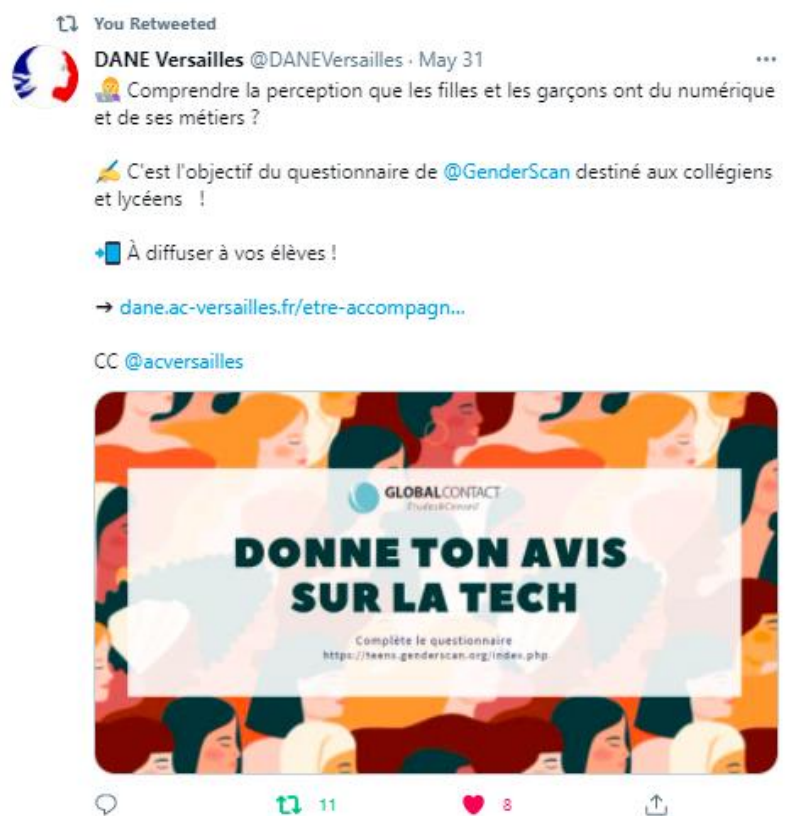 You Retweeted
DANE Versailles @DANEVersailles · May 31
Comprendre la perception que les filles et les garçons ont du numérique
et de ses métiers ?
C'est l'objectif du questionnaire de @GenderScan destiné aux collégiens
et lycéens !
À diffuser à vos élèves !
→ dane.ac-versailles.fr/etre-accompagn...
CC @acversailles
GLOBALCONTACT
Études&Conseil
DONNE TON AVIS
SUR LA TECH
Complète le questionnaire
https://teens.genderscan.org/index.php
11 8